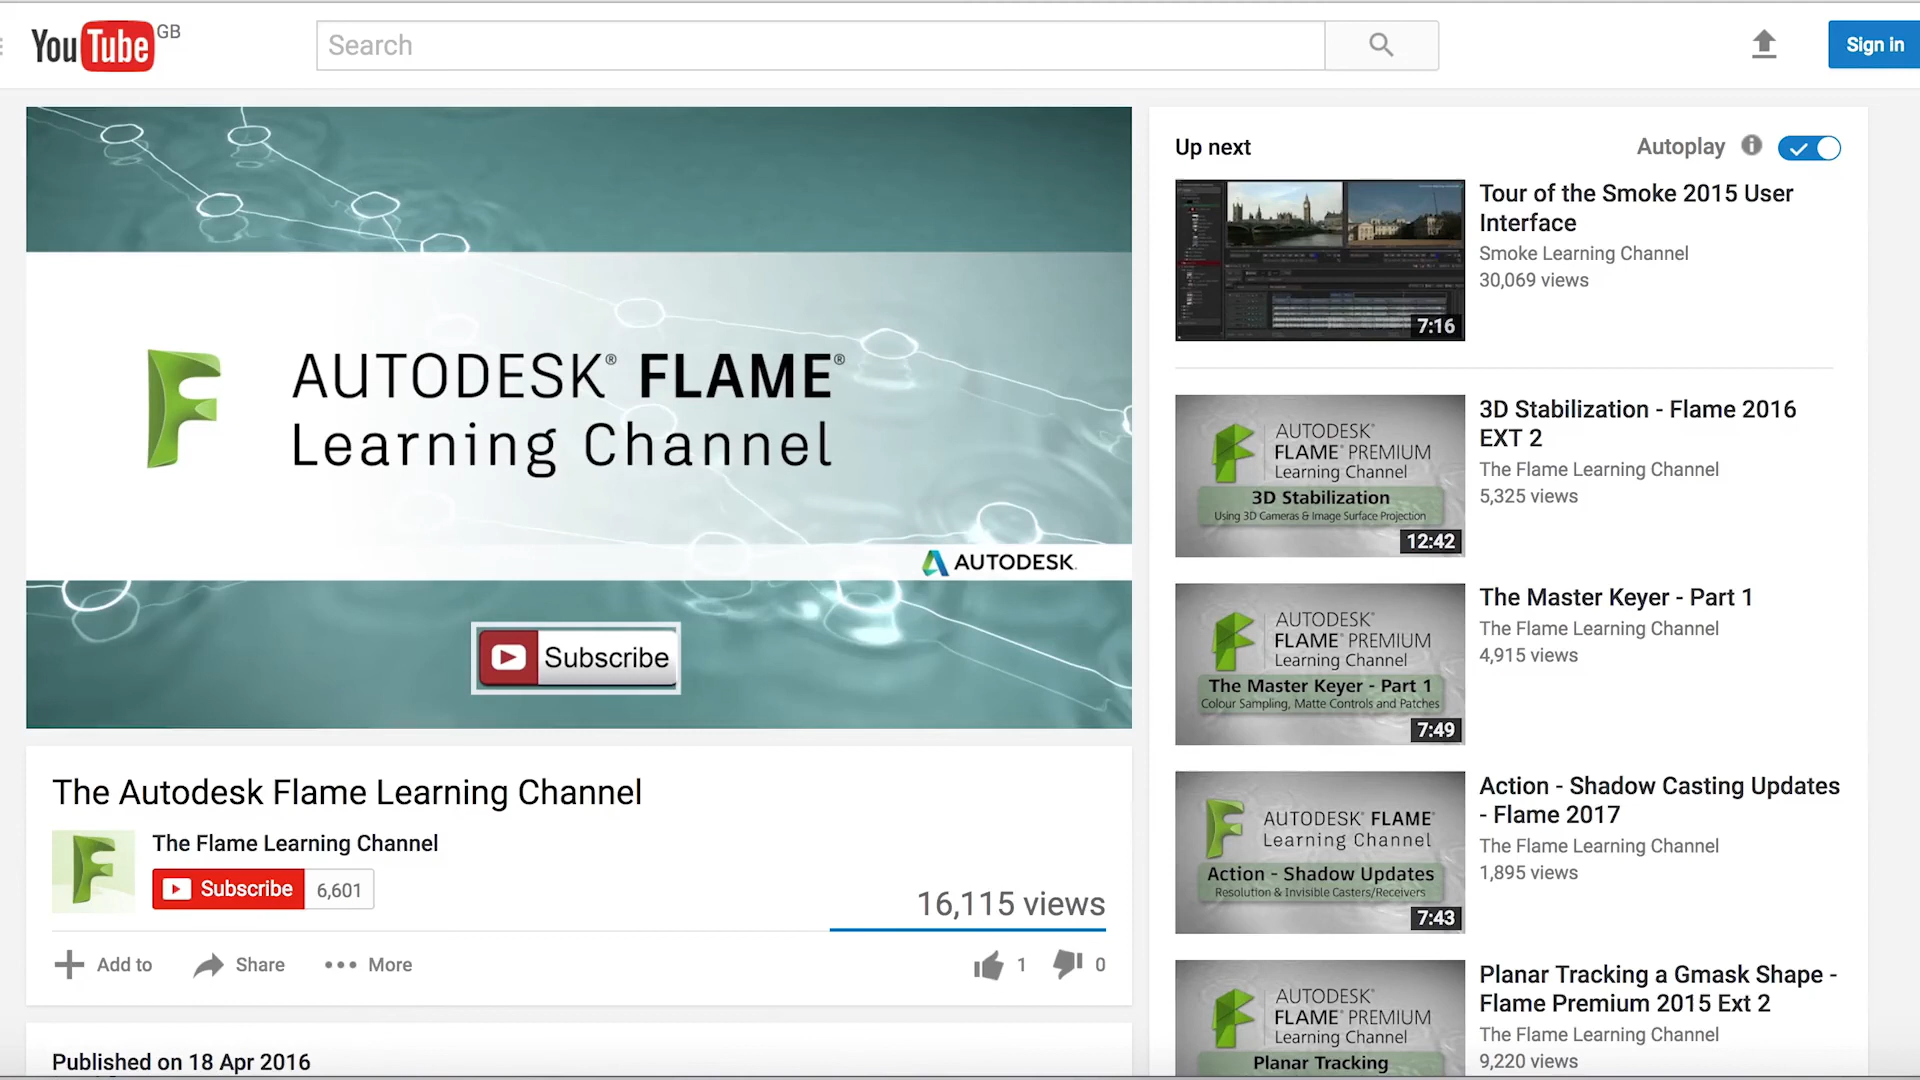 YouTube GB
Search
Sign in
AUTODESK® FLAME®
Learning Channel
AUTODESK.
Subscribe
The Autodesk Flame Learning Channel
The Flame Learning Channel
Subscribe 6,601
16,115 views
Add to Share More
1 0
Published on 18 Apr 2016
Up next
Autoplay
7:16
Tour of the Smoke 2015 User
Interface
Smoke Learning Channel
30,069 views
AUTODESK®
FLAME® PREMIUM
Learning Channel
3D Stabilization
Using 3D Cameras & Image Surface Projection
12:42
3D Stabilization - Flame 2016
EXT 2
The Flame Learning Channel
5,325 views
AUTODESK®
FLAME® PREMIUM
Learning Channel
The Master Keyer - Part 1
Colour Sampling, Matte Controls and Patches
7:49
The Master Keyer - Part 1
The Flame Learning Channel
4,915 views
AUTODESK® FLAME®
Learning Channel
Action - Shadow Updates
Resolution & Invisible Casters/Receivers
7:43
Action - Shadow Casting Updates
- Flame 2017
The Flame Learning Channel
1,895 views
AUTODESK®
FLAME® PREMIUM
Learning Channel
Planar Tracking
Planar Tracking a Gmask Shape -
Flame Premium 2015 Ext 2
The Flame Learning Channel
9,220 views